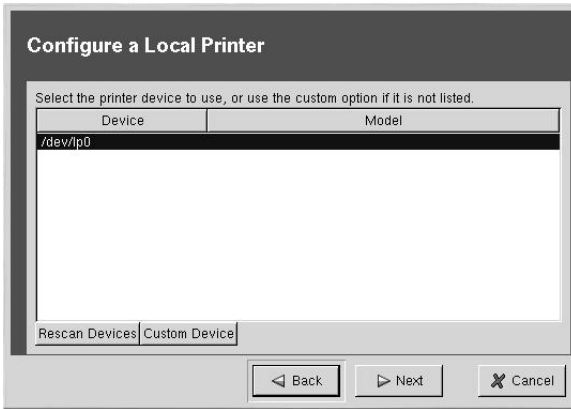 Configure a Local Printer
Select the printer device to use, or use the custom option if it is not listed.
Device Model
/dev/lp0
Rescan Devices Custom Device
Back Next Cancel